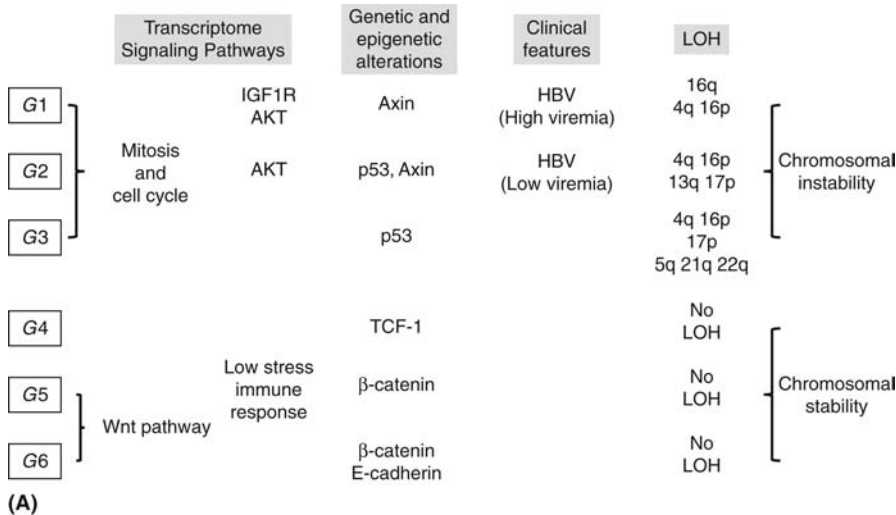 Transcriptome
Signaling Pathways
Genetic and
epigenetic
alterations
Clinical
features
LOH
G1
IGF1R
AKT
Axin
HBV
(High viremia)
16q
4q 16p
Mitosis
and
cell cycle
G2
AKT
p53, Axin
HBV
(Low viremia)
4q 16p
13q 17p
Chromosomal
instability
G3
p53
4q 16p
17p
5q 21q 22q
G4
TCF-1
No
LOH
Low stress
immune
response
G5
β-catenin
No
LOH
Chromosomal
stability
Wnt pathway
G6
β-catenin
E-cadherin
No
LOH
(A)